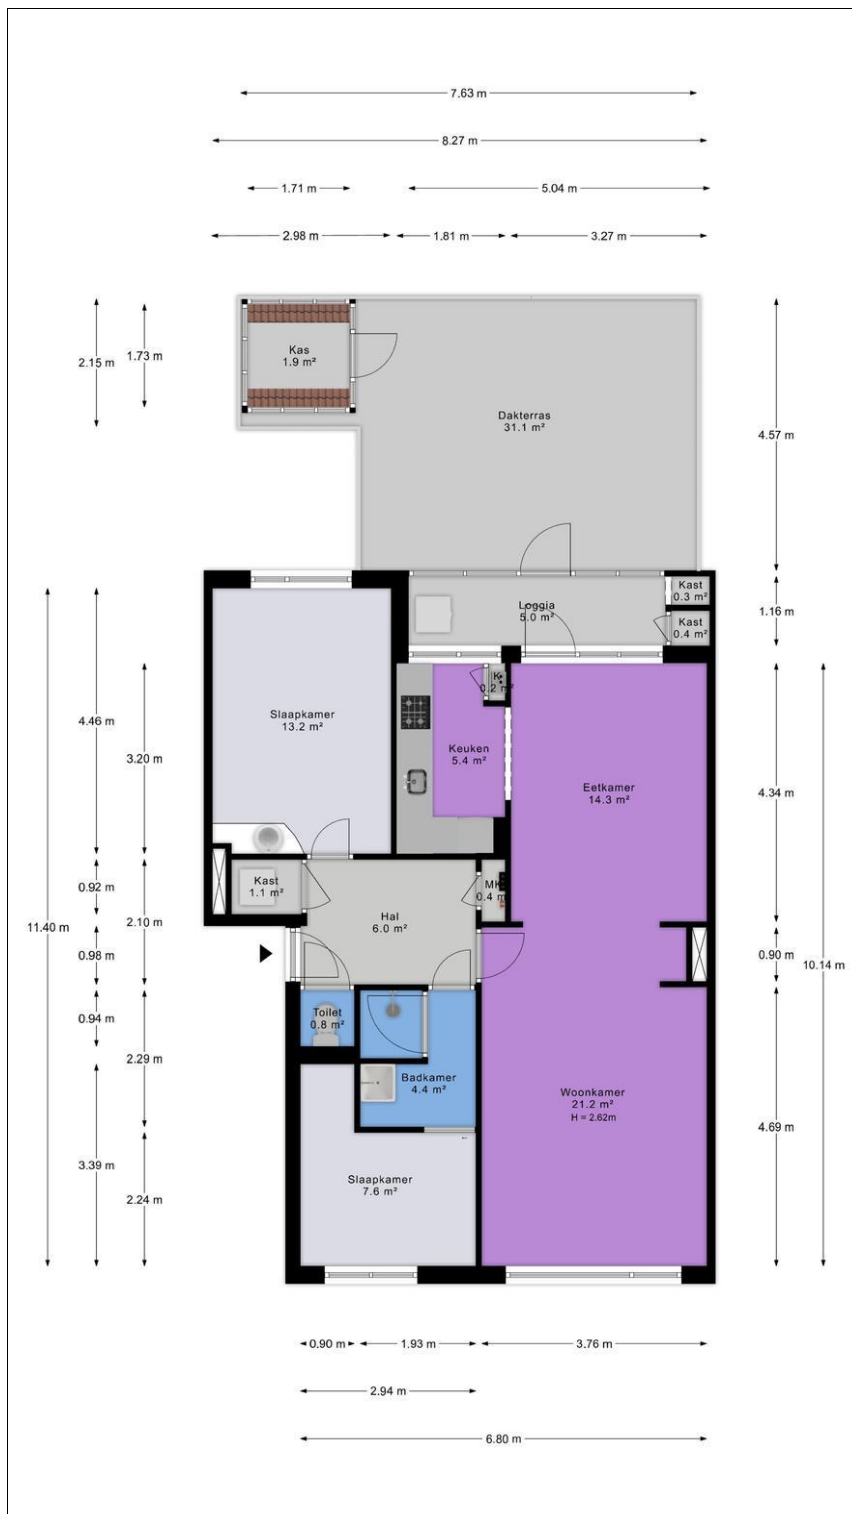 7.63 m
8.27 m
1.71 m
5.04 m
2.98 m
1.81 m
3.27 m
2.15 m
1.73 m
Kas
1.9 m²
Dakterras
31.1 m²
4.57 m
Loggia
5.0 m²
Kast
0.3 m²
Kast
0.4 m²
1.16 m
K
0.2 m²
Slaapkamer
13.2 m²
4.46 m
3.20 m
Keuken
5.4 m²
Eetkamer
14.3 m²
4.34 m
Kast
1.1 m²
MK
0.4 m
0.92 m
2.10 m
11.40 m
Hal
6.0 m²
0.98 m
0.90 m
10.14 m
Toilet
0.8 m²
0.94 m
2.29 m
Badkamer
4.4 m²
Woonkamer
21.2 m²
H = 2.62m
4.69 m
3.39 m
2.24 m
Slaapkamer
7.6 m²
0.90 m
1.93 m
3.76 m
2.94 m
6.80 m